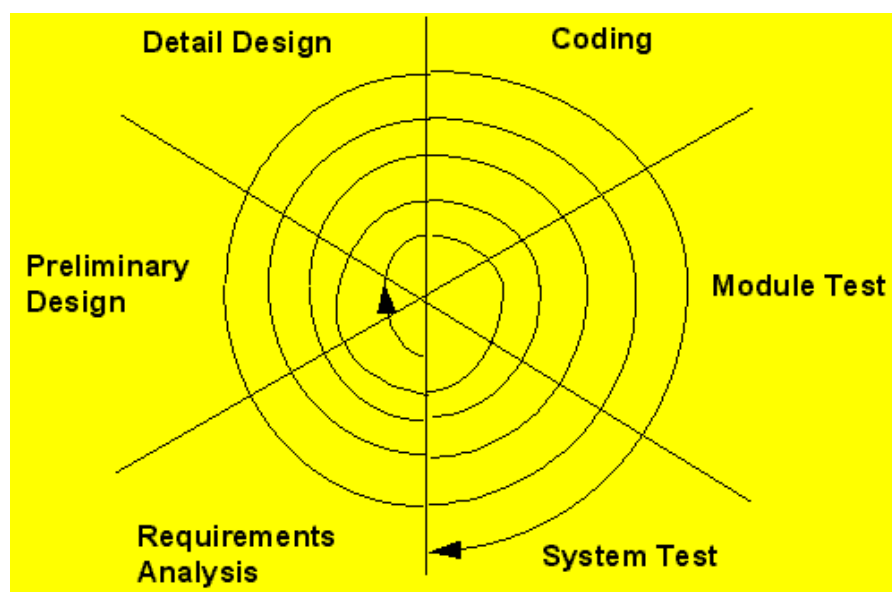 Detail Design
Coding
Preliminary
Design
Module Test
Requirements
Analysis
System Test